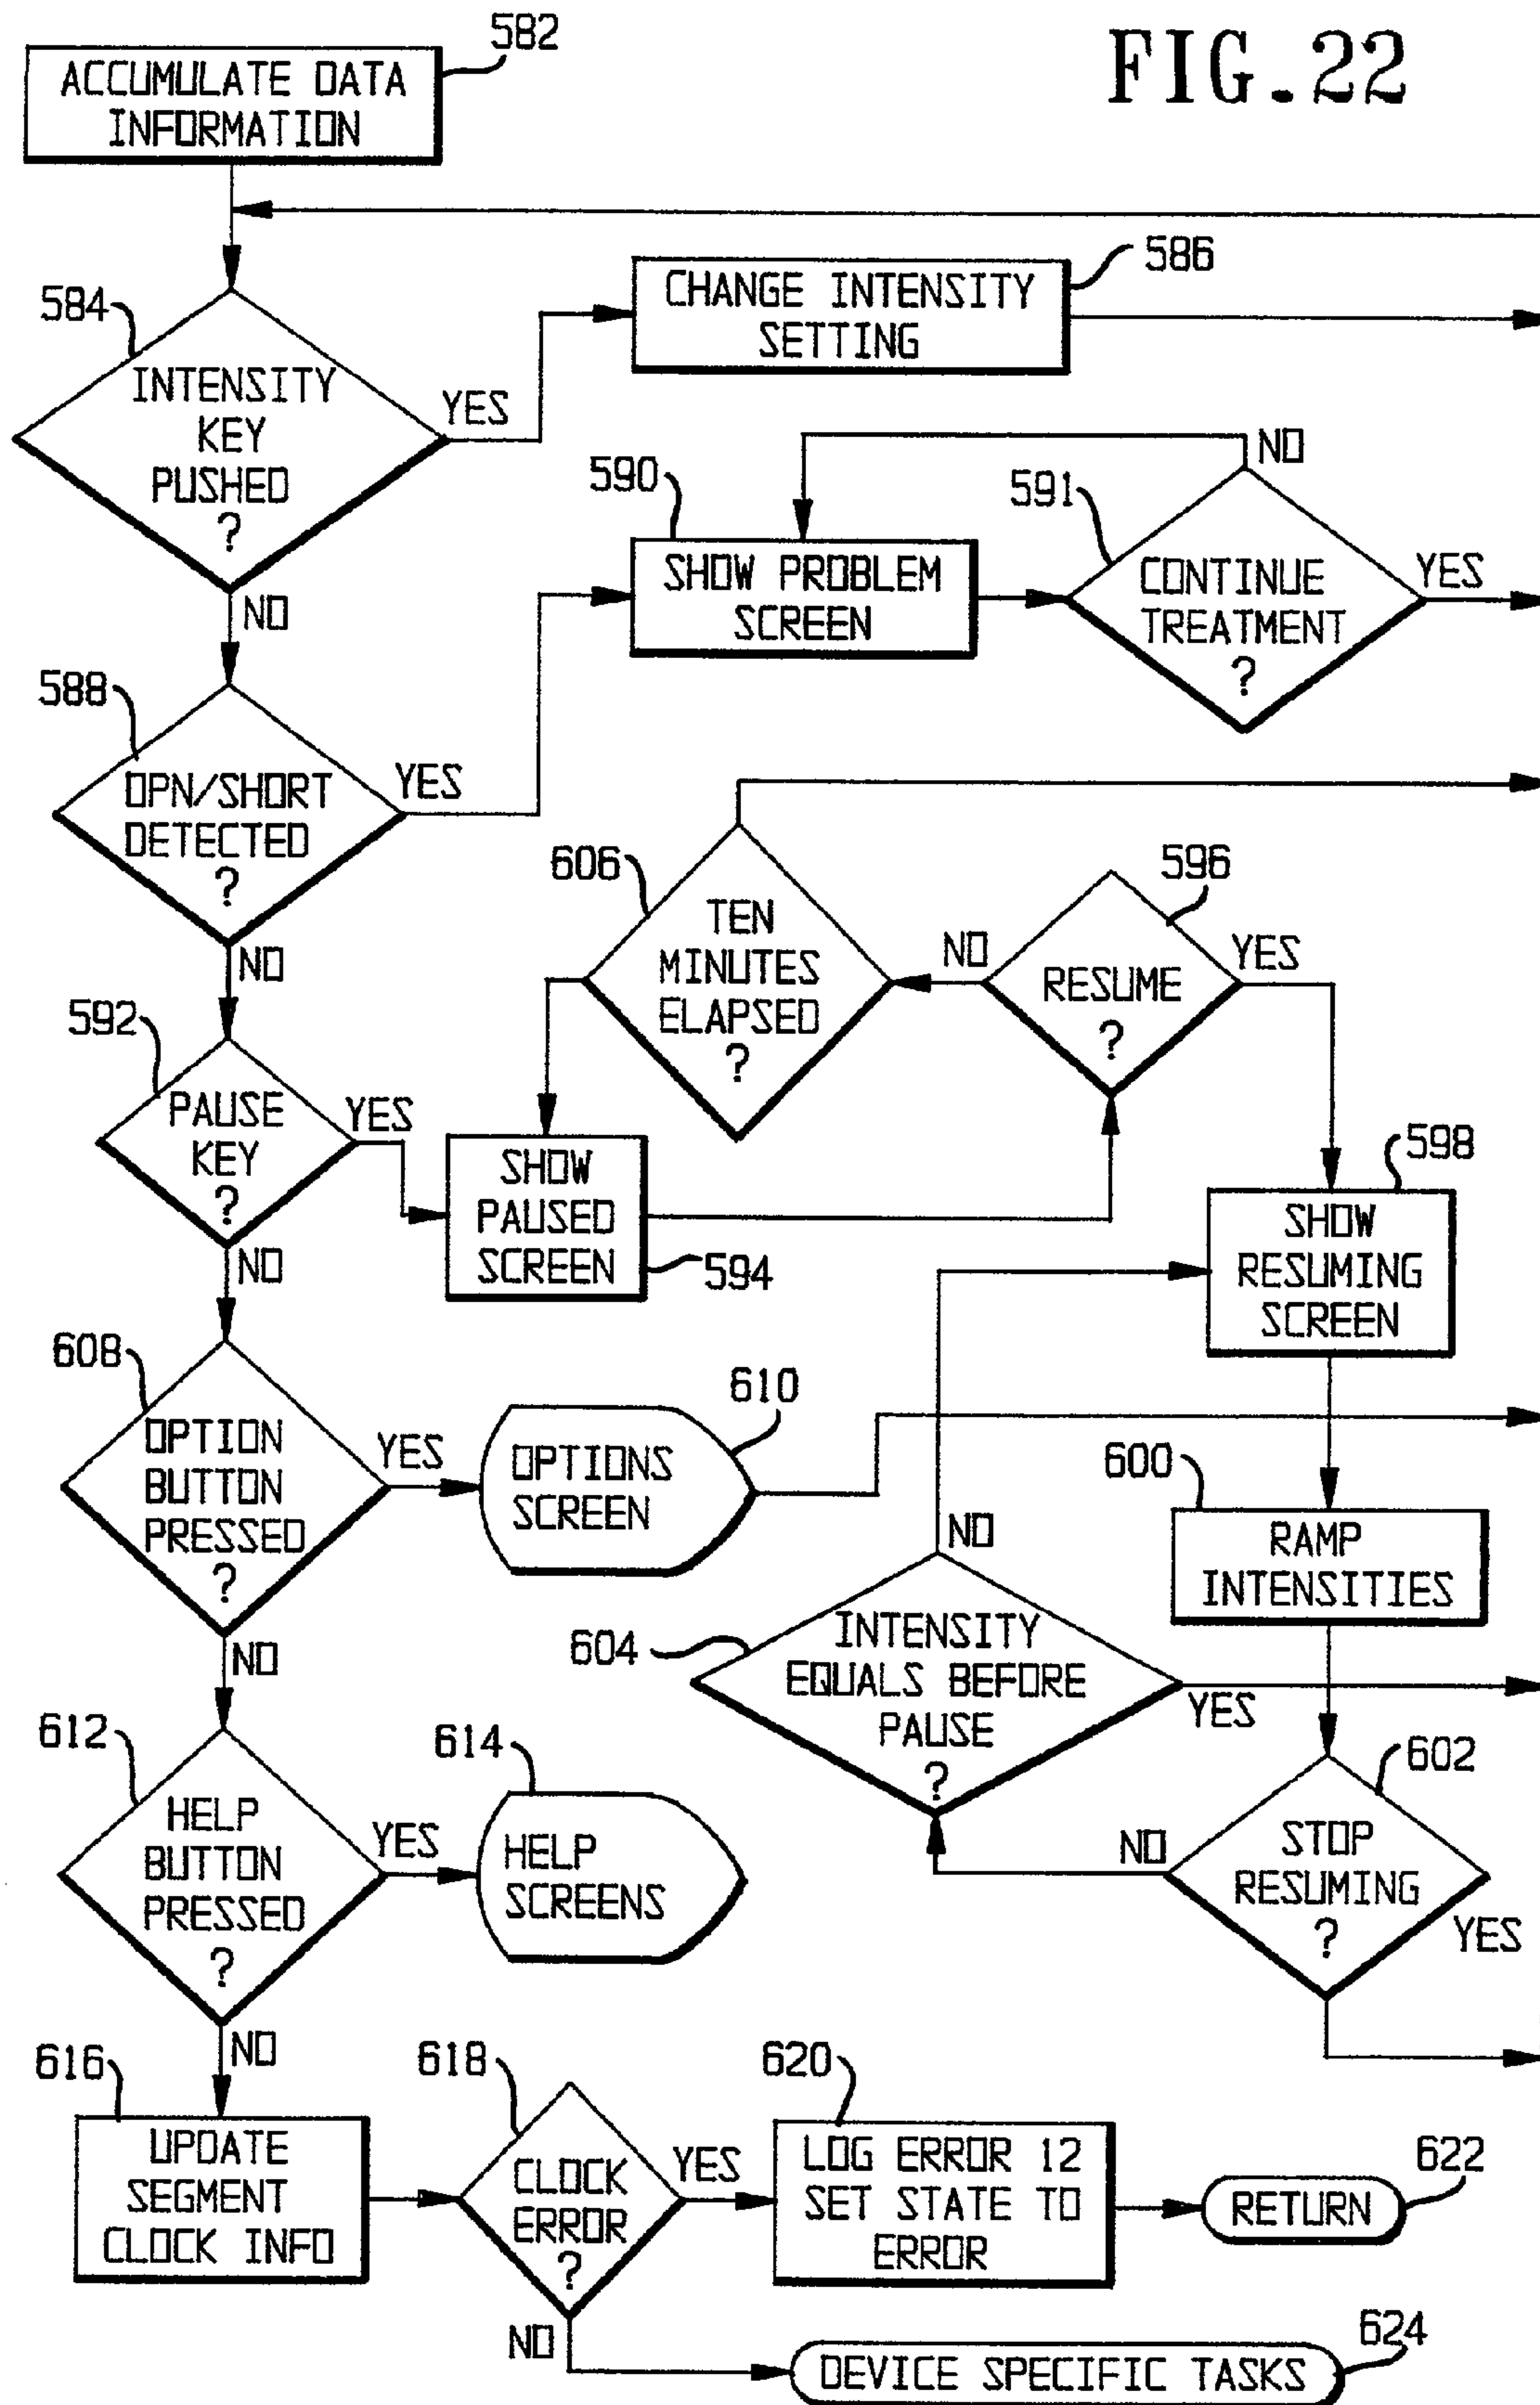 FIG.22
582
ACCUMULATE DATA
INFORMATION
584
INTENSITY
KEY
PUSHED
?
YES
NO
586
CHANGE INTENSITY
SETTING
588
OPN/SHORT
DETECTED
?
YES
NO
590
SHOW PROBLEM
SCREEN
591
CONTINUE
TREATMENT
?
NO
YES
592
PAUSE
KEY
?
YES
NO
SHOW
PAUSED
SCREEN
594
606
TEN
MINUTES
ELAPSED
?
596
RESUME
?
NO
YES
598
SHOW
RESUMING
SCREEN
600
RAMP
INTENSITIES
602
STOP
RESUMING
?
NO
YES
604
INTENSITY
EQUALS BEFORE
PAUSE
?
NO
YES
608
OPTION
BUTTON
PRESSED
?
YES
NO
610
OPTIONS
SCREEN
612
HELP
BUTTON
PRESSED
?
YES
NO
614
HELP
SCREENS
616
UPDATE
SEGMENT
CLOCK INFO
618
CLOCK
ERROR
?
YES
NO
620
LOG ERROR 12
SET STATE TO
ERROR
622
RETURN
624
DEVICE SPECIFIC TASKS